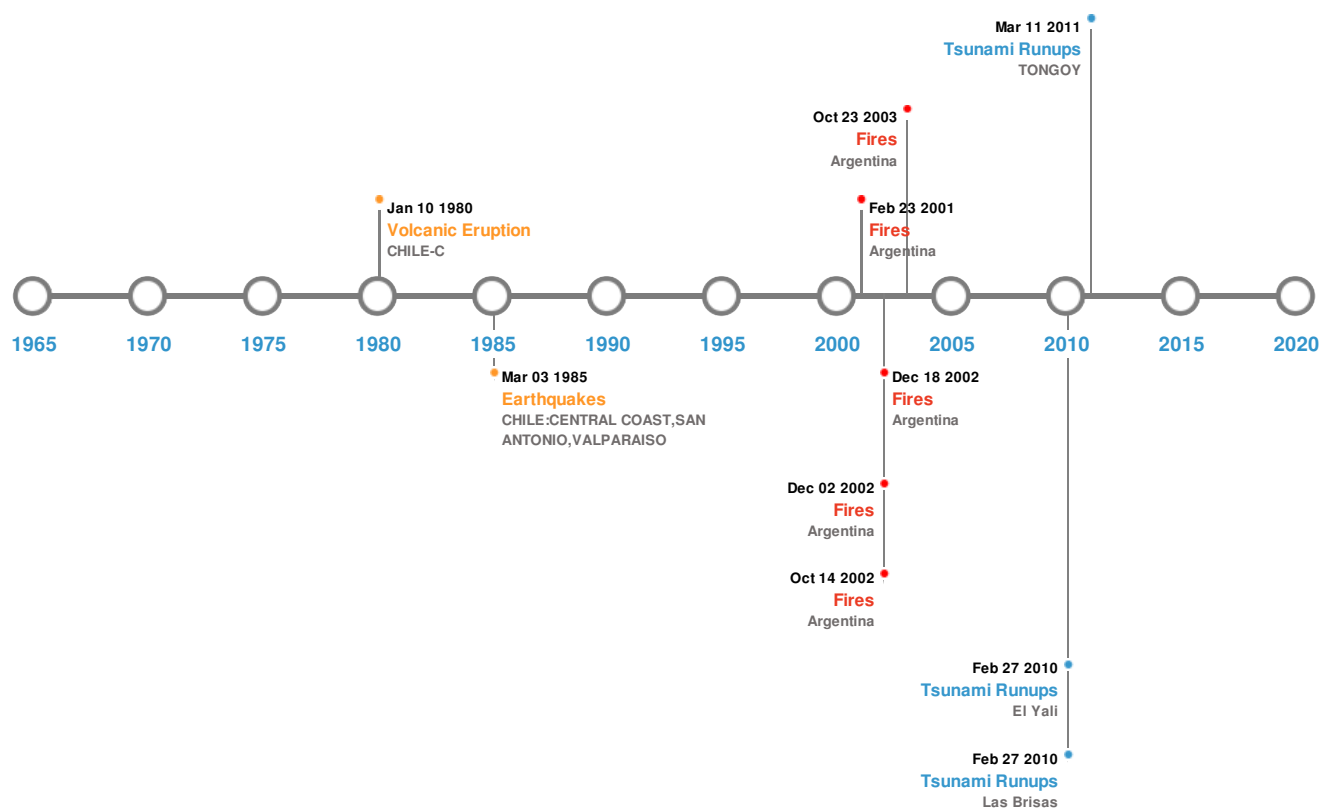 Mar 11 2011
Tsunami Runups
TONGOY
Oct 23 2003
Fires
Argentina
Jan 10 1980
Volcanic Eruption
CHILE-C
Feb 23 2001
Fires
Argentina
1965 1970 1975 1980 1985 1990 1995 2000 2005 2010 2015 2020
Mar 03 1985
Earthquakes
CHILE:CENTRAL COAST,SAN
ANTONIO,VALPARAISO
Dec 18 2002
Fires
Argentina
Dec 02 2002
Fires
Argentina
Oct 14 2002
Fires
Argentina
Feb 27 2010
Tsunami Runups
El Yali
Feb 27 2010
Tsunami Runups
Las Brisas